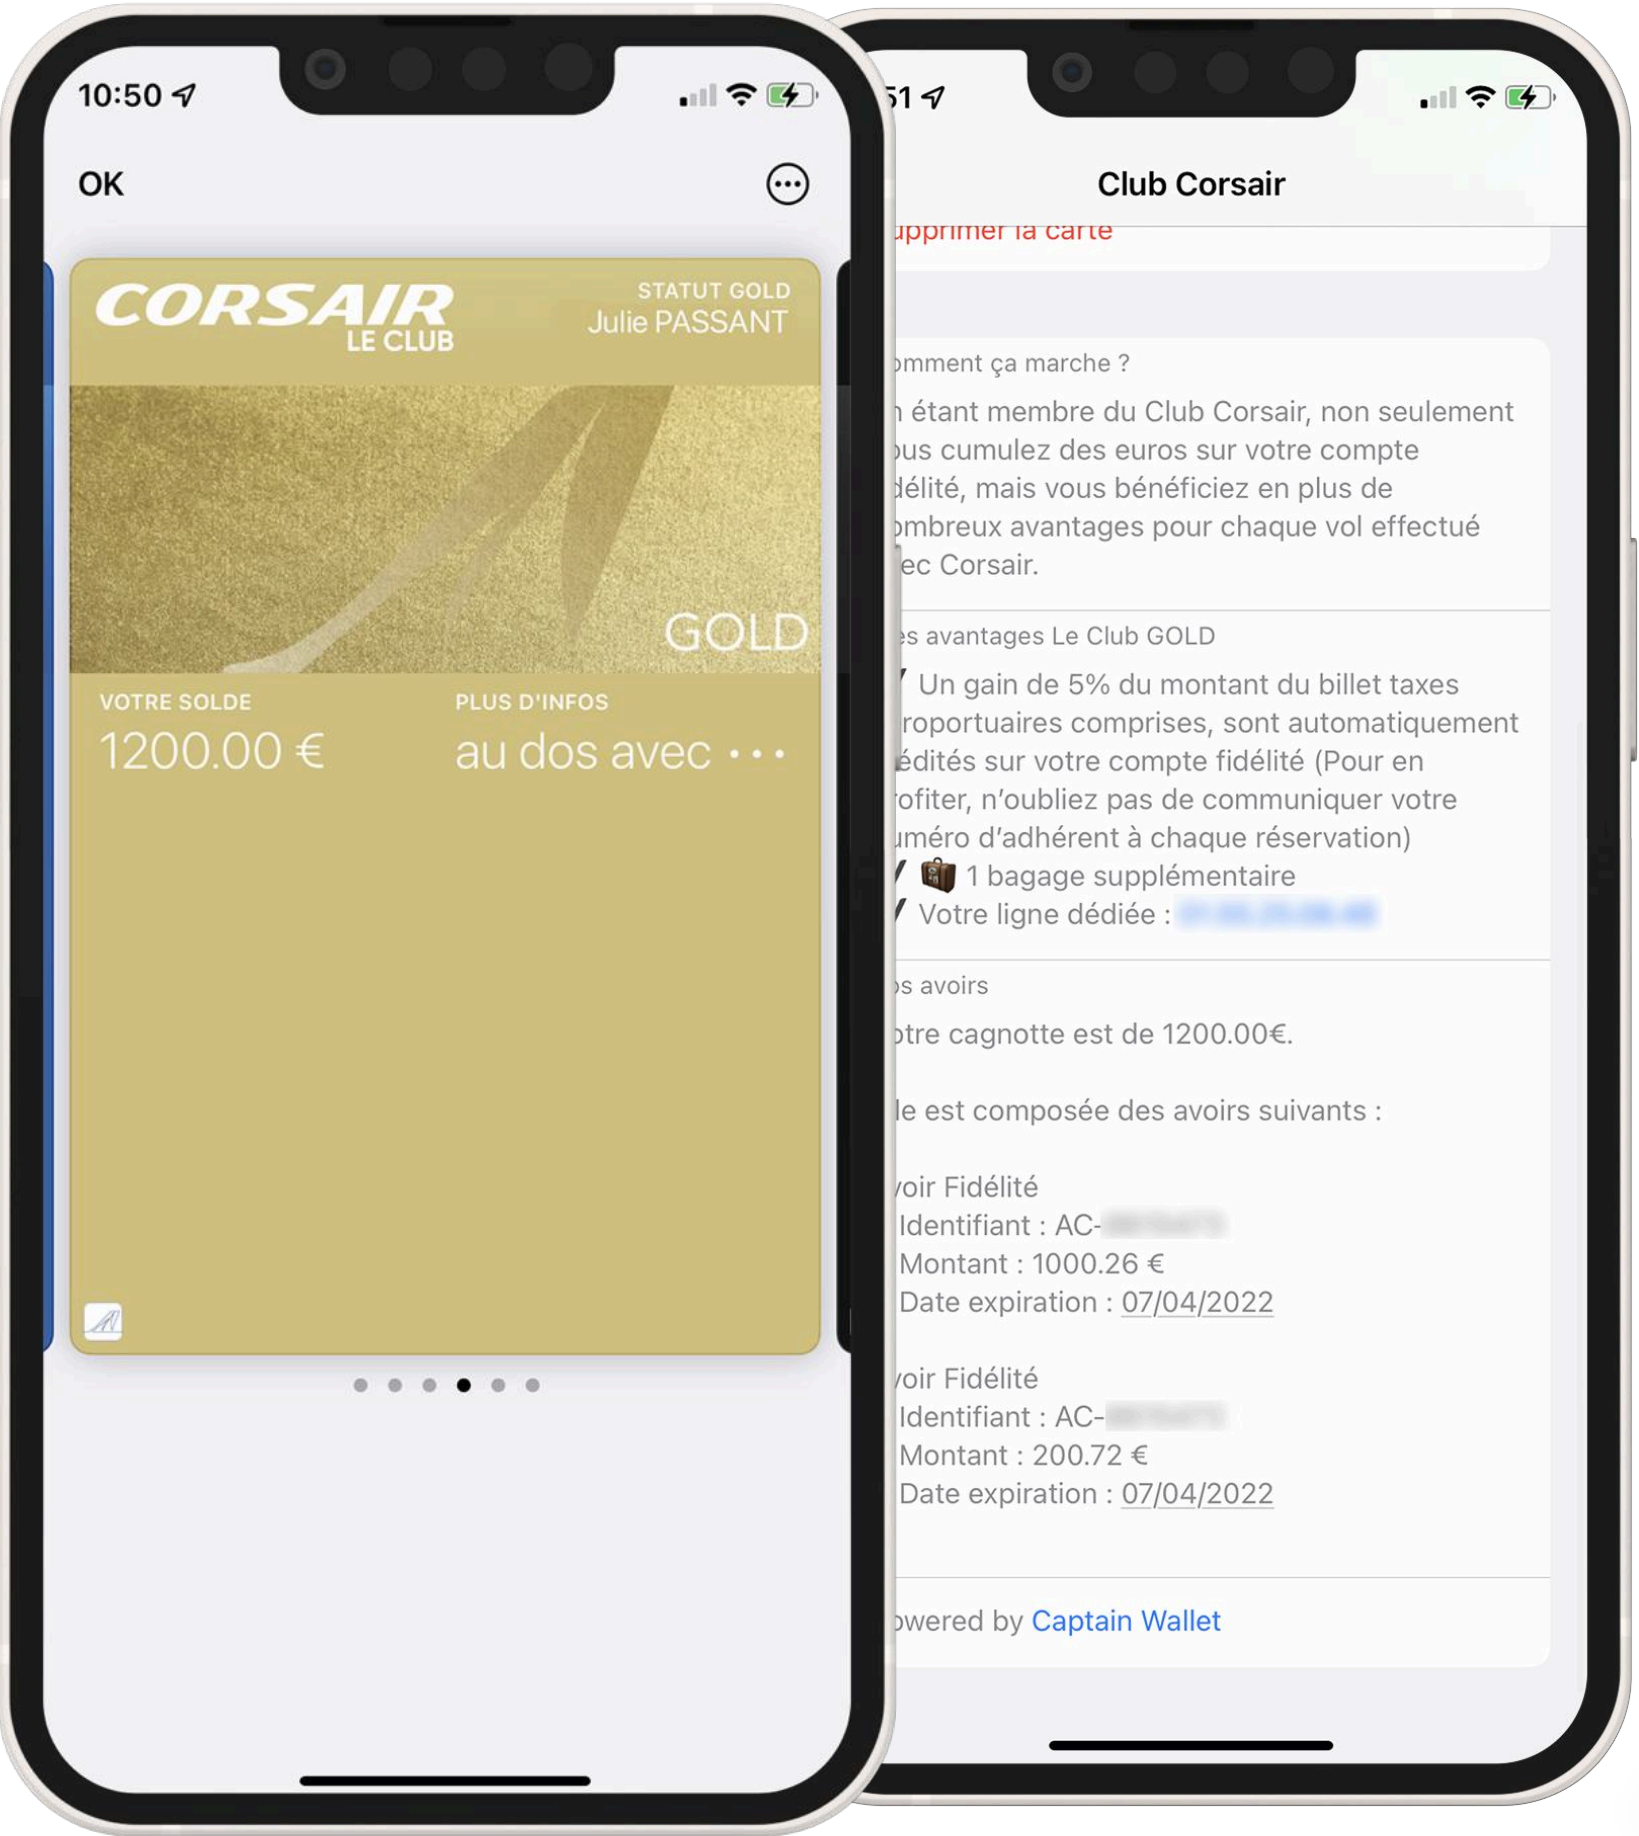 10:50
OK
CORSAIR
LE CLUB
STATUT GOLD
Julie PASSANT
GOLD
VOTRE SOLDE
1200.00 €
PLUS D'INFOS
au dos avec •••
51
Club Corsair
upprimer la carte
omment ça marche ?
n étant membre du Club Corsair, non seulement
ous cumulez des euros sur votre compte
délité, mais vous bénéficiez en plus de
ombreux avantages pour chaque vol effectué
ec Corsair.
es avantages Le Club GOLD
Un gain de 5% du montant du billet taxes
roportuaires comprises, sont automatiquement
édités sur votre compte fidélité (Pour en
rofiter, n’oubliez pas de communiquer votre
uméro d’adhérent à chaque réservation)
1 bagage supplémentaire
Votre ligne dédiée :
os avoirs
otre cagnotte est de 1200.00€.
le est composée des avoirs suivants :
voir Fidélité
Identifiant : AC-
Montant : 1000.26 €
Date expiration : 07/04/2022
voir Fidélité
Identifiant : AC-
Montant : 200.72 €
Date expiration : 07/04/2022
owered by Captain Wallet